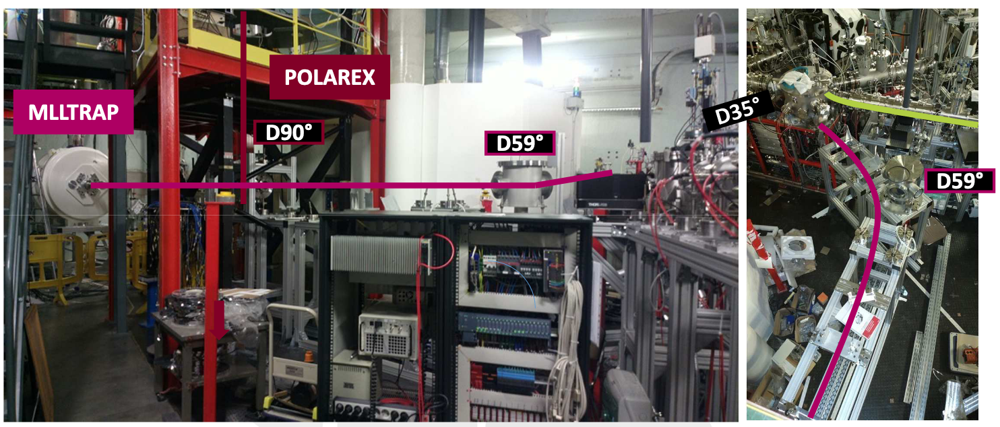 MLLTRAP
POLAREX
D90°
D59°
THORLABS
D35°
D59°